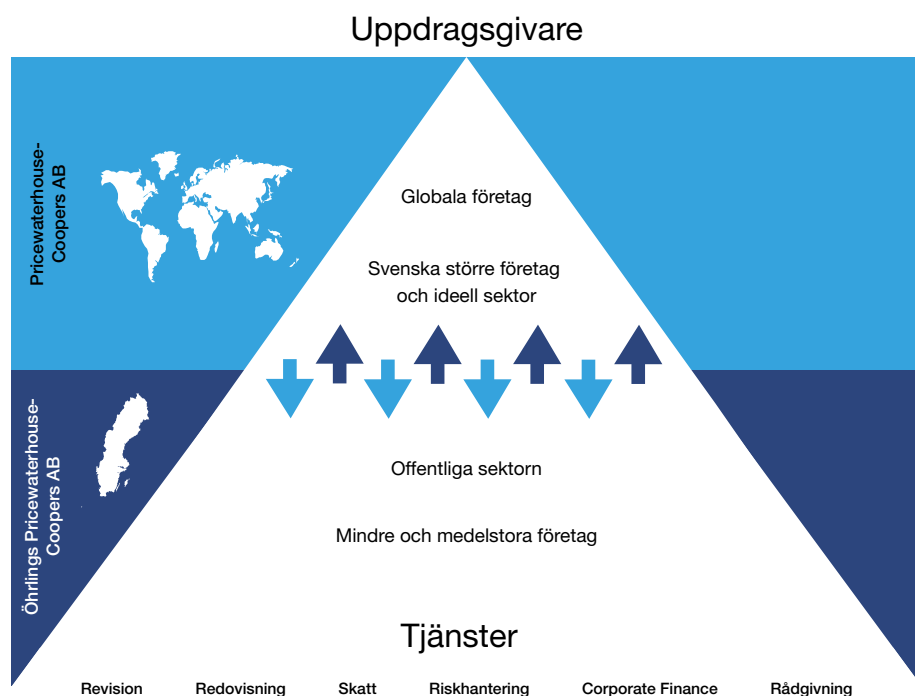 Uppdragsgivare
Pricewaterhouse-
Coopers AB
Globala företag
Svenska större företag
och ideell sektor
Öhrlings Pricewaterhouse-
Coopers AB
Offentliga sektorn
Mindre och medelstora företag
Tjänster
Revision Redovisning Skatt Riskhantering Corporate Finance Rådgivning